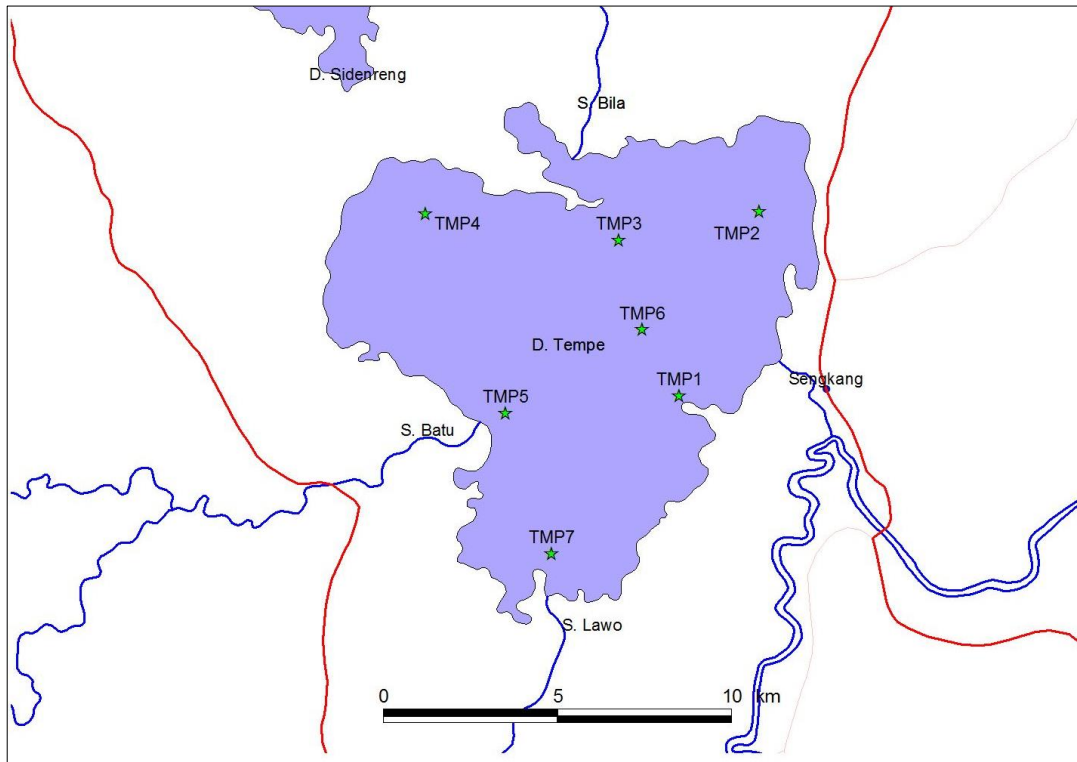 D. Sidenreng
S. Bila
TMP4
TMP3
TMP2
TMP6
D. Tempe
TMP1
Sengkang
TMP5
S. Batu
TMP7
S. Lawo
0 5 10 km